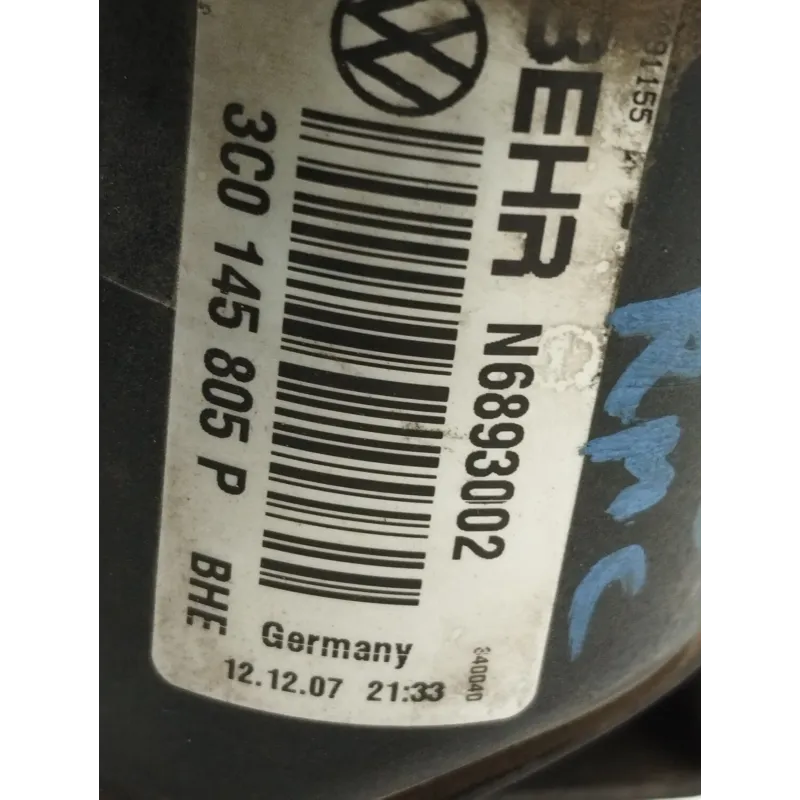 BEHR N6893002
3C0 145 805 P BHE
Germany
12.12.07 21:33